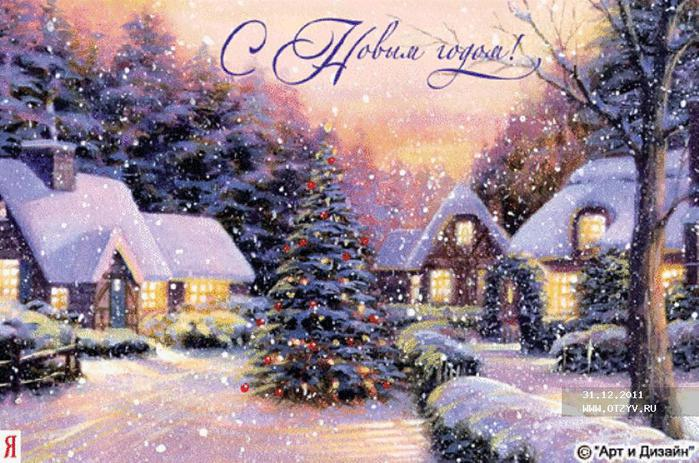 С Новым годом!
31.12.2011
WWW.OTZYV.RU
Я
© "Арт и Дизайн"